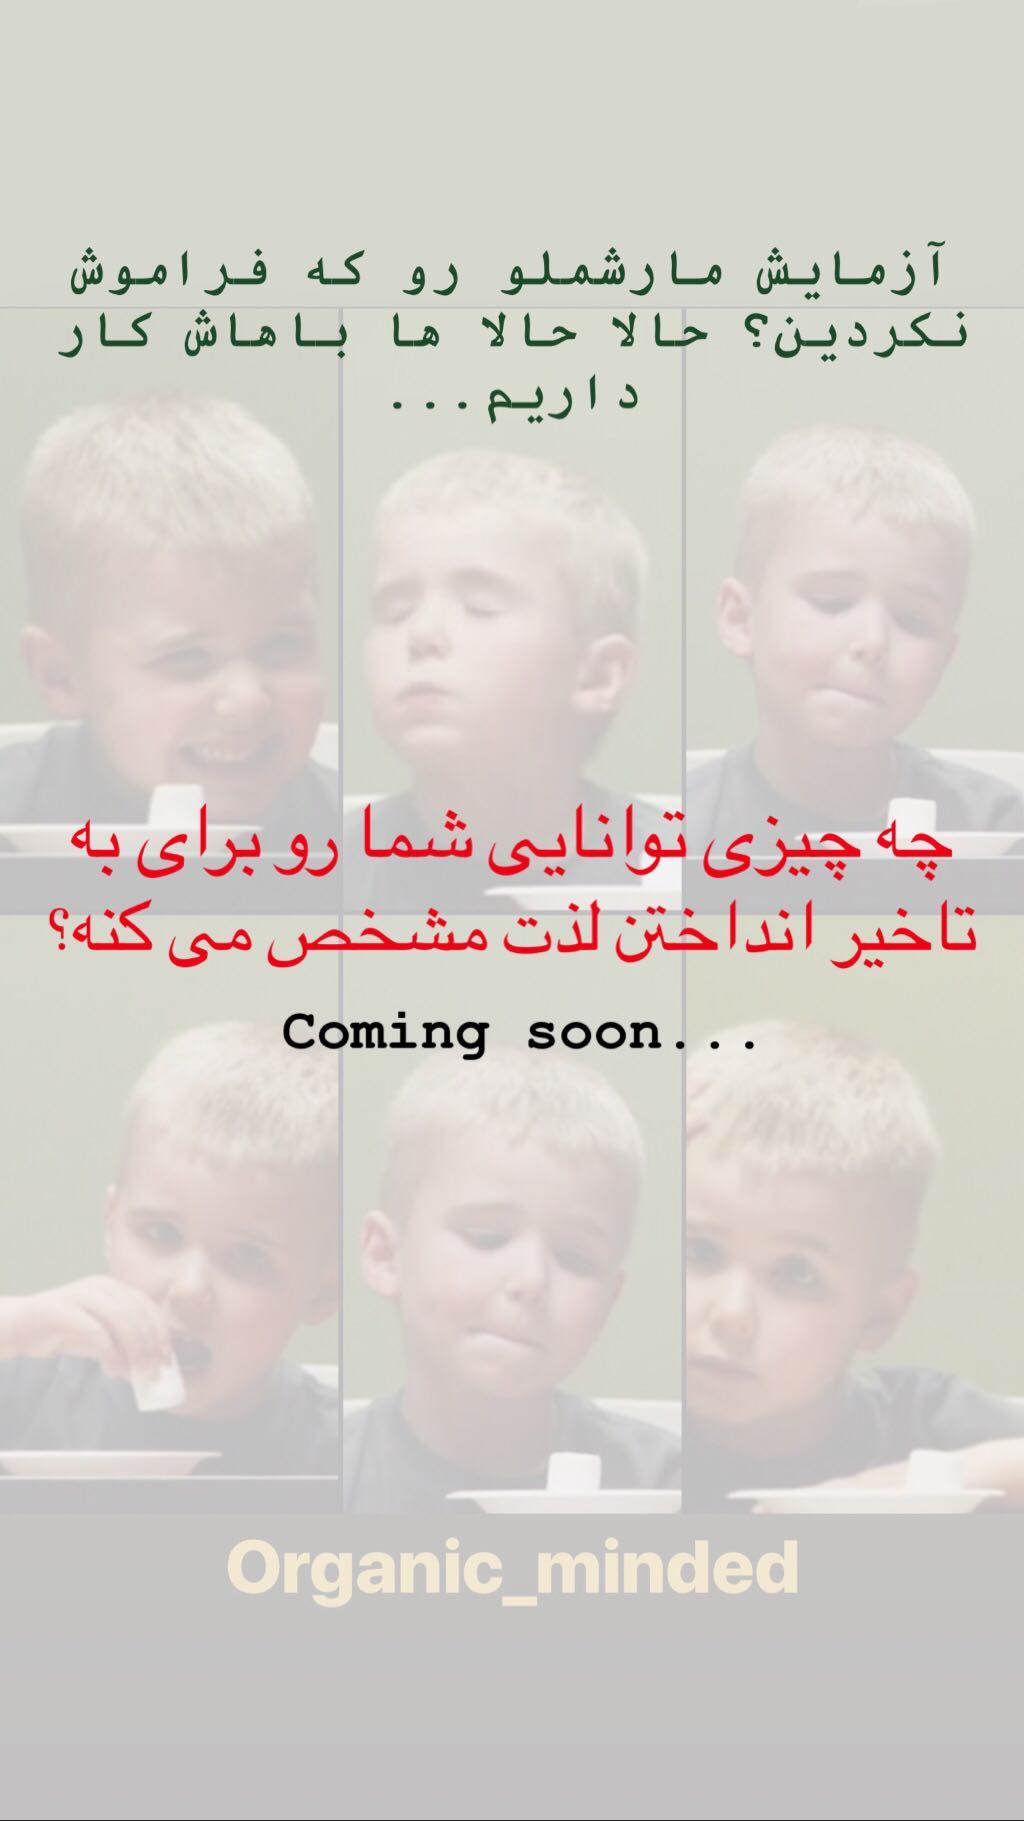 آزمایش مارشملو رو که فراموش
نکردین؟ حالا حالا ها باهاش کار
داریم...
چه چیزی توانایی شما رو برای به
تاخیر انداختن لذت مشخص می کنه؟
Coming soon...
Organic_minded